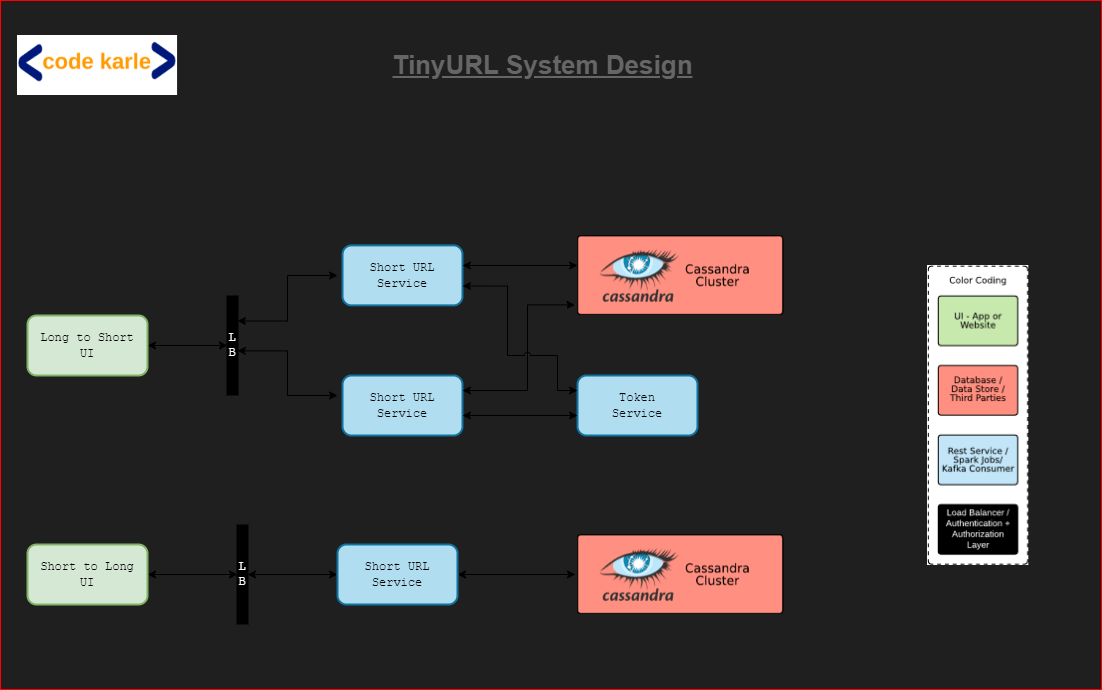 code karle
TinyURL System Design
Short URL
Service
cassandra
Cassandra
Cluster
Long to Short
UI
L
B
Short URL
Service
Token
Service
Short to Long
UI
L
B
Short URL
Service
cassandra
Cassandra
Cluster
Color Coding
UI - App or
Website
Database /
Data Store /
Third Parties
Rest Service /
Spark Jobs/
Kafka Consumer
Load Balancer /
Authentication +
Authorization
Layer